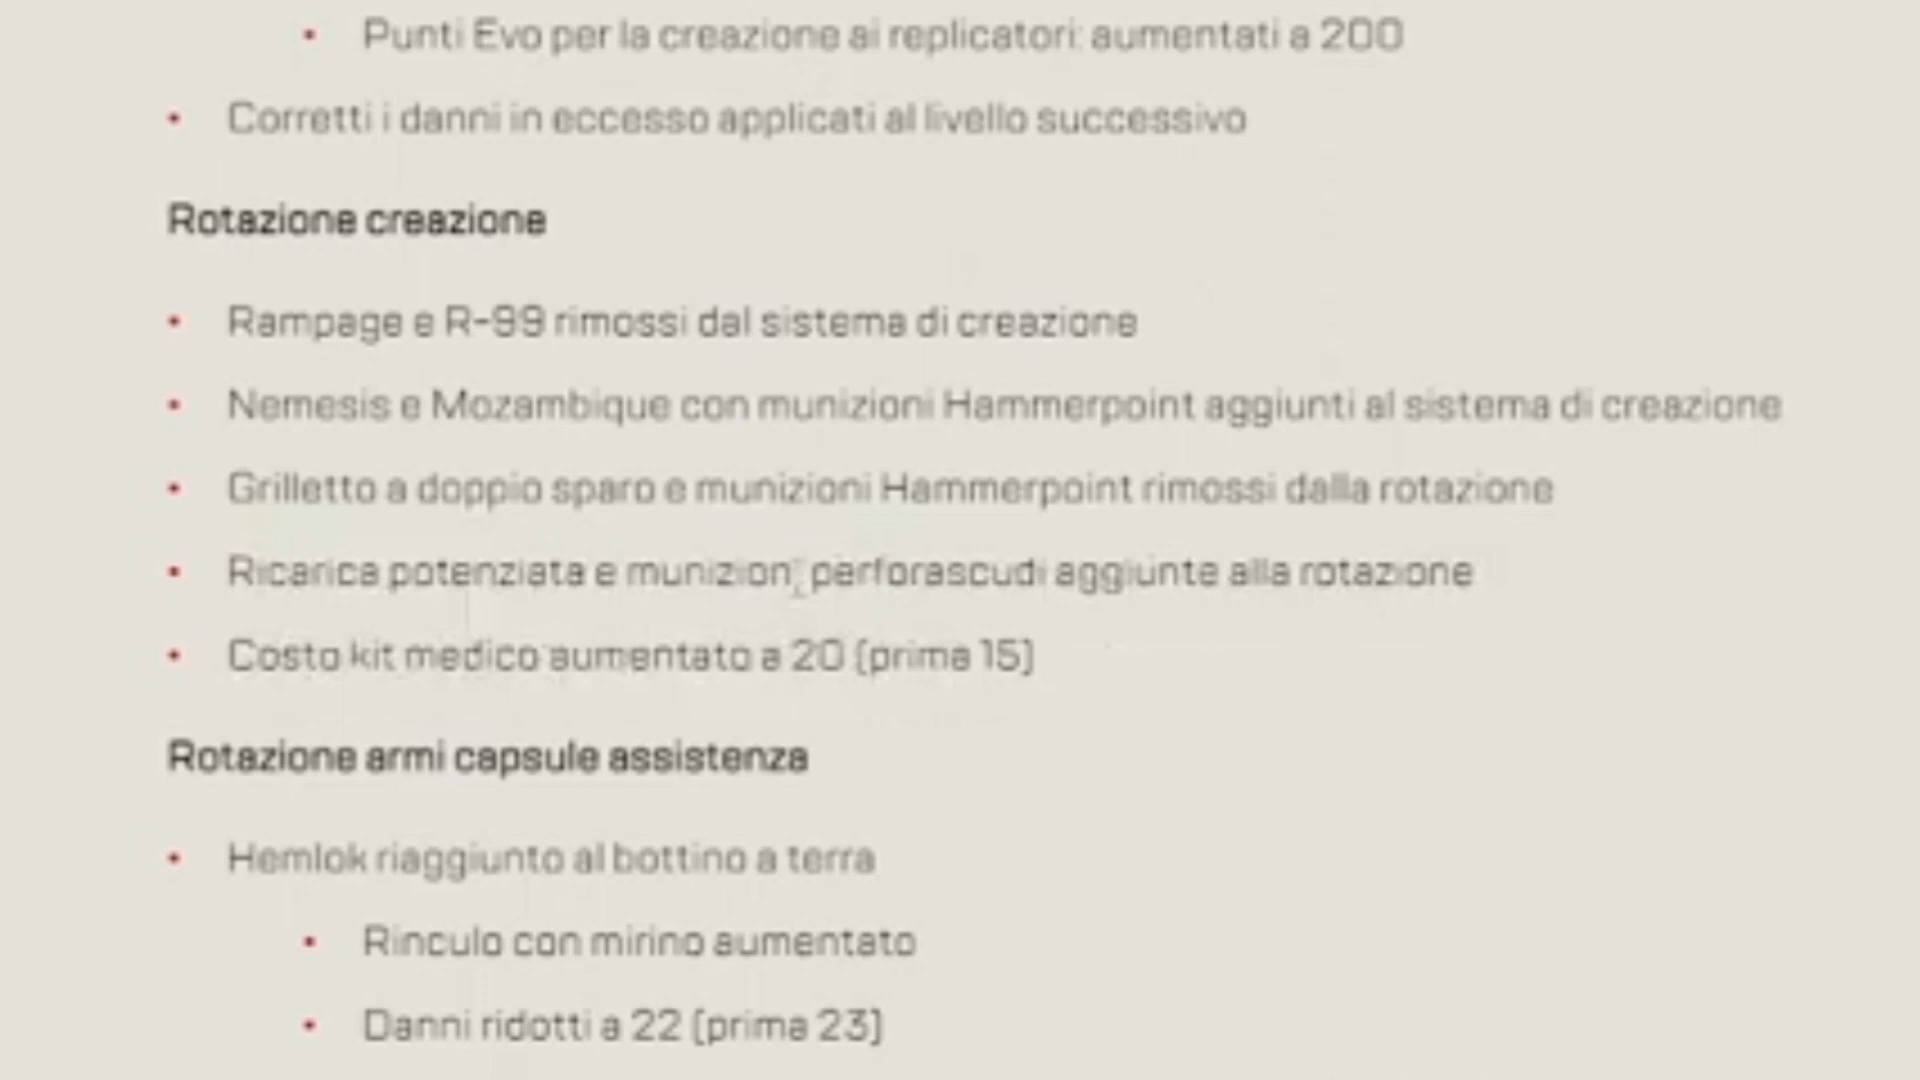 Punti Evo per la creazione ai replicatori: aumentati a 200
Corretti i danni in eccesso applicati al livello successivo
Rotazione creazione
Rampage e R-99 rimossi dal sistema di creazione
Nemesis e Mozambique con munizioni Hammerpoint aggiunti al sistema di creazione
Grilletto a doppio sparo e munizioni Hammerpoint rimossi dalla rotazione
Ricarica potenziata e munizioni perforascudi aggiunte alla rotazione
Costo kit medico aumentato a 20 (prima 15)
Rotazione armi capsule assistenza
Hemlok riaggiunto al bottino a terra
Rinculo con mirino aumentato
Danni ridotti a 22 (prima 23)